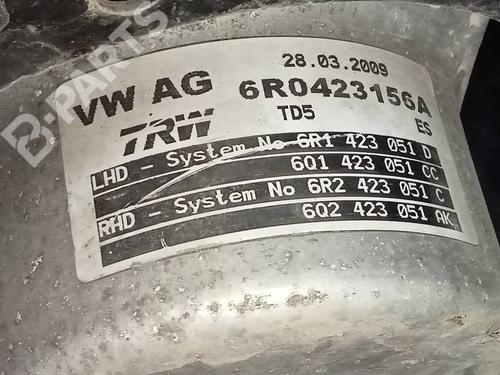 B-PARTS
VW AG
28.03.2009
6R0423156A
TRW
TD5
ES
LHD - System No 6R1 423 051 D
6Q1 423 051 CC
RHD - System No 6R2 423 051 C
6Q2 423 051 AK